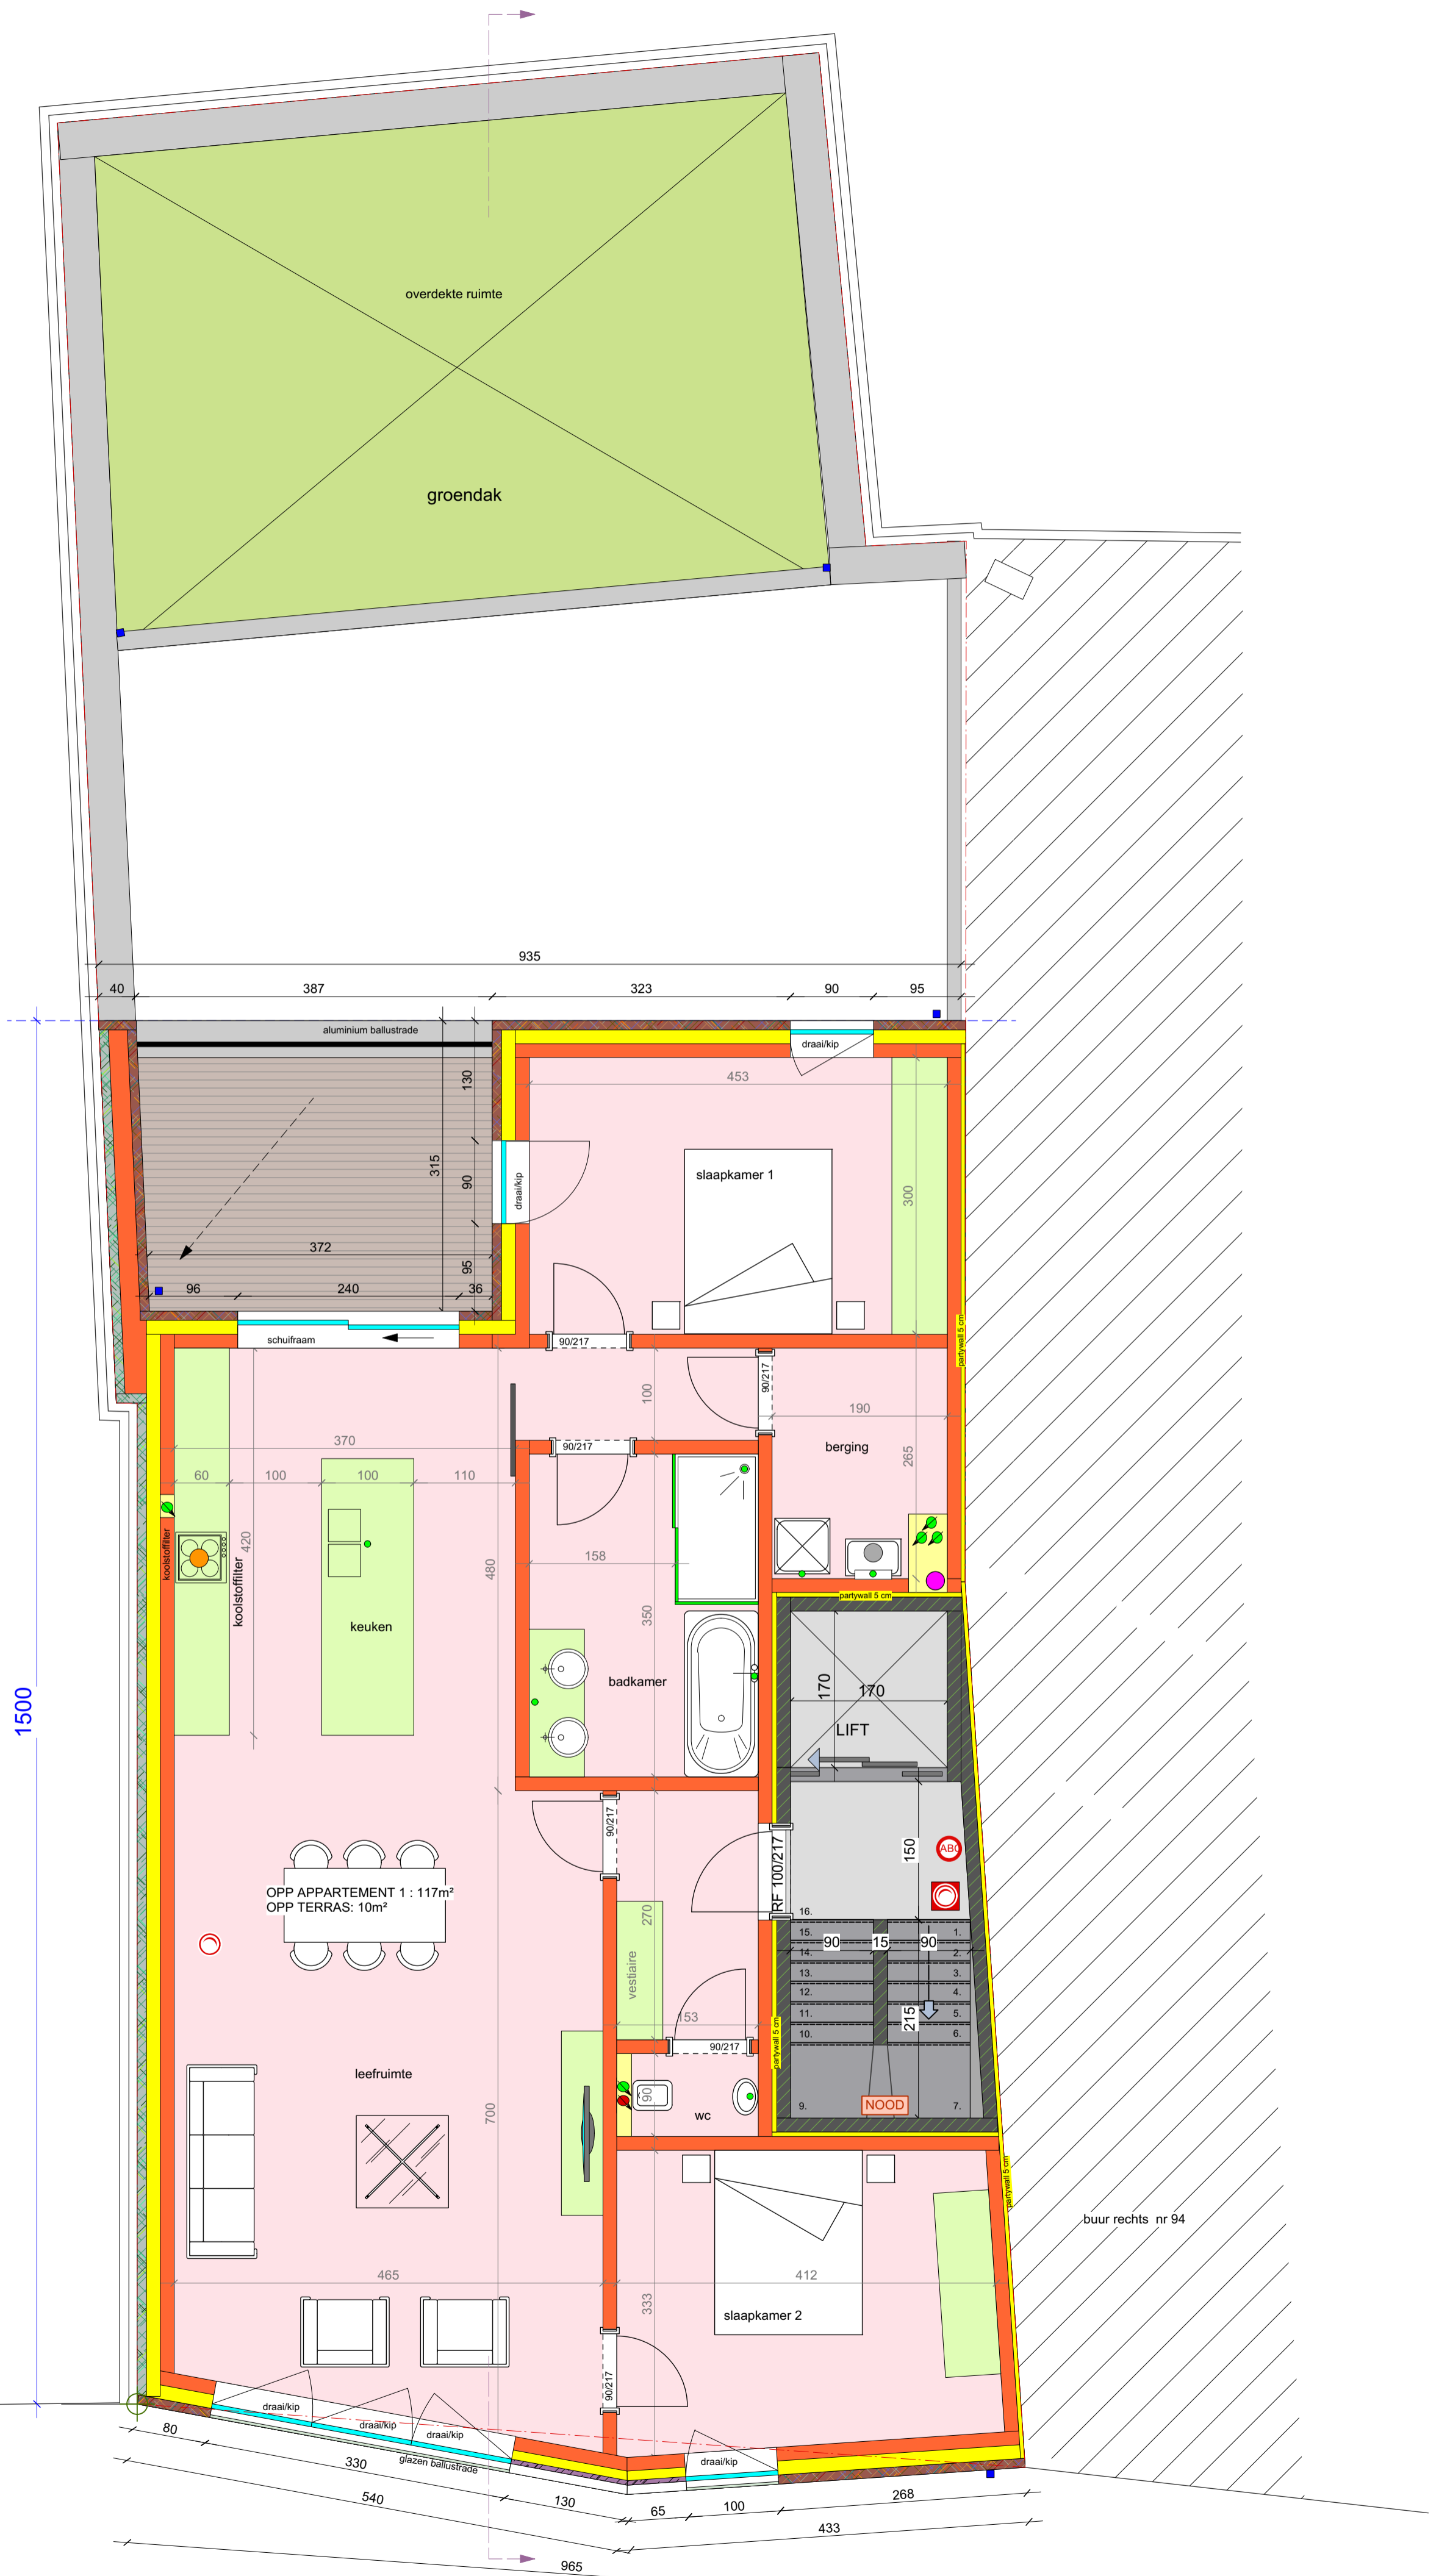 overdekte ruimte
groendak
935
40
387
323
90
95
aluminium ballustrade
draai/kip
453
130
315
90
draai/kip
slaapkamer 1
300
372
95
96
240
36
schuifraam
90/217
partywall 5 cm
100
90/217
190
370
90/217
berging
265
60
100
100
110
koolstoffilter
koolstoffilter
420
480
158
350
keuken
badkamer
partywall 5 cm
170
170
LIFT
1500
90/217
RF 100/217
150
ABC
OPP APPARTEMENT 1 : 117m²
OPP TERRAS: 10m²
270
vestiaire
16.
15.
1.
90
15
90
14.
2.
13.
3.
12.
4.
11.
5.
215
10.
6.
153
90/217
partywall 5 cm
leefruimte
700
90
wc
9.
NOOD
7.
partywall 5 cm
buur rechts nr 94
465
412
333
slaapkamer 2
90/217
draai/kip
draai/kip
draai/kip
draai/kip
glazen ballustrade
80
330
130
540
65
100
268
433
965